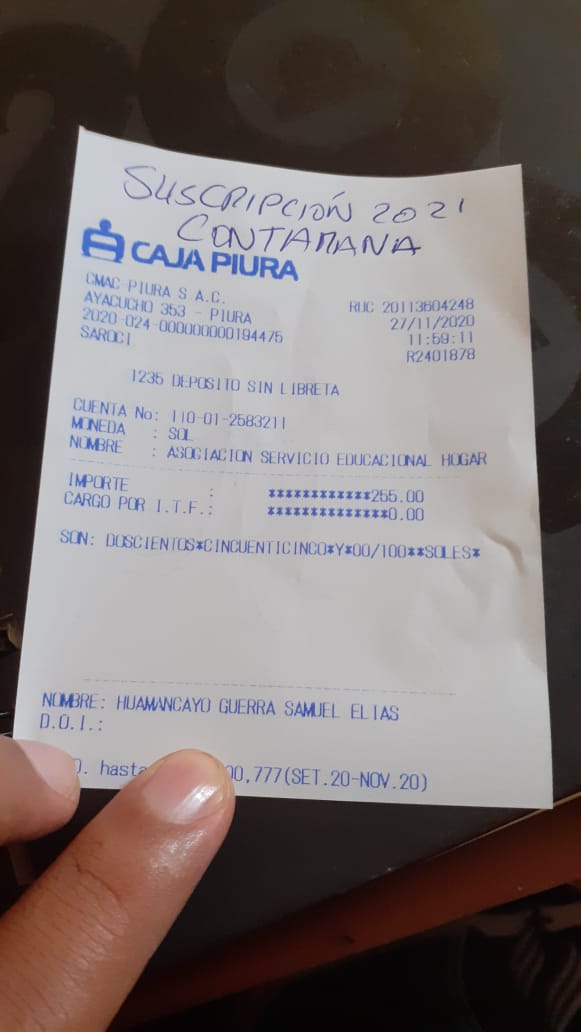 SUSCRIPCIÓN 2021
CONTAMANA
CAJA PIURA
CMAC-PIURA S.A.C.
AYACUCHO 353 - PIURA
2020-024-000000000194475
SAROCI
RUC 20113604248
27/11/2020
11:59:11
R2401878
1235 DEPOSITO SIN LIBRETA
CUENTA No: 110-01-2583211
MONEDA : SOL
NOMBRE : ASOCIACION SERVICIO EDUCACIONAL HOGAR
IMPORTE : ************255.00
CARGO POR I.T.F.: **************0.00
SON: DOSCIENTOS*CINCUENTICINCO*Y*00/100**SOLES*
NOMBRE: HUAMANCAYO GUERRA SAMUEL ELIAS
D.O.I.:
hasta 00,777(SET.20-NOV.20)